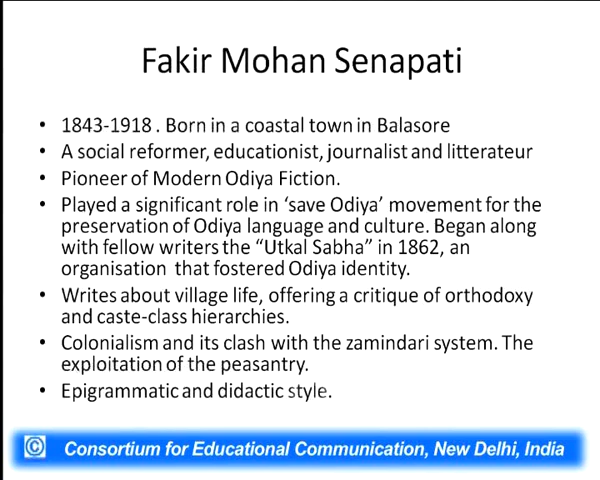 Fakir Mohan Senapati
• 1843-1918 . Born in a coastal town in Balasore
• A social reformer, educationist, journalist and litterateur
• Pioneer of Modern Odiya Fiction.
• Played a significant role in ‘save Odiya’ movement for the
preservation of Odiya language and culture. Began along
with fellow writers the “Utkal Sabha” in 1862, an
organisation that fostered Odiya identity.
• Writes about village life, offering a critique of orthodoxy
and caste-class hierarchies.
• Colonialism and its clash with the zamindari system. The
exploitation of the peasantry.
• Epigrammatic and didactic style.
© Consortium for Educational Communication, New Delhi, India